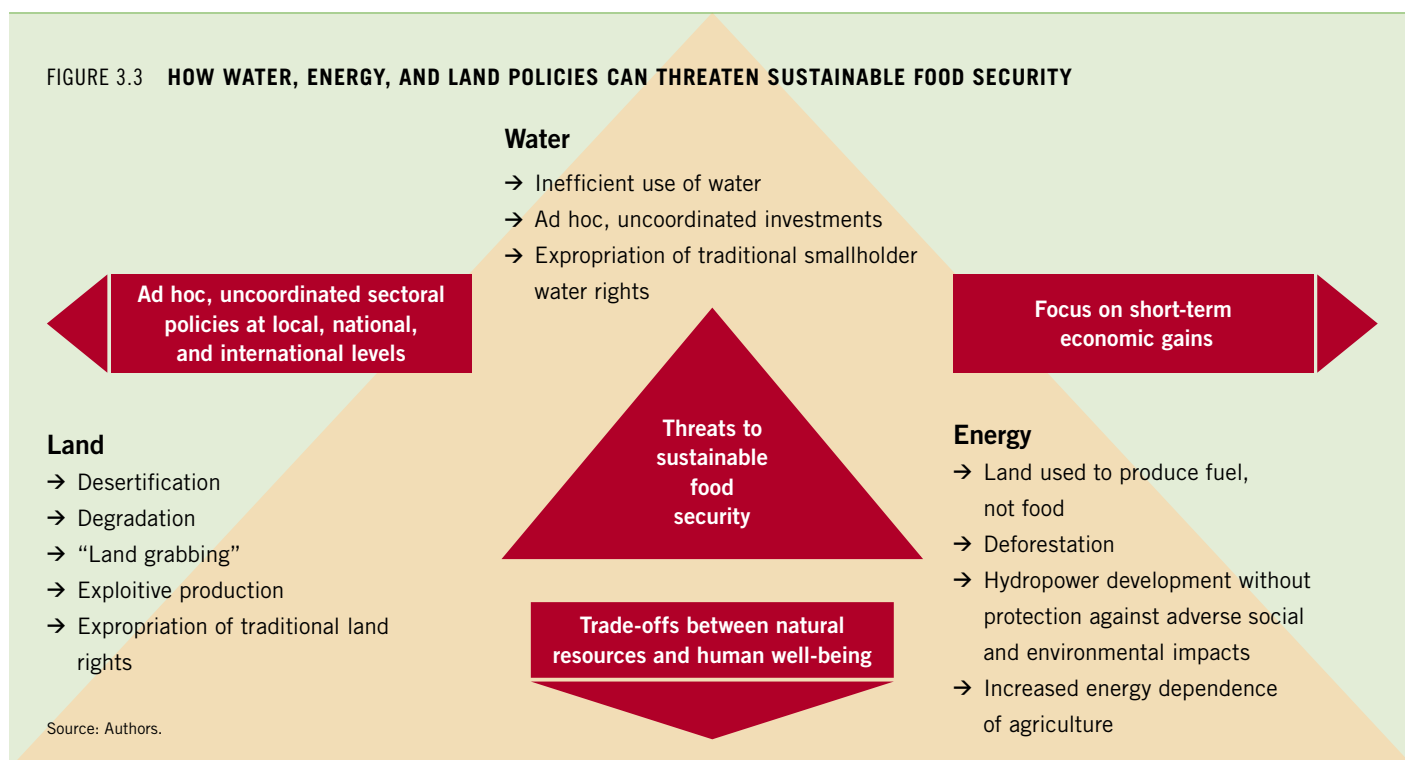 FIGURE 3.3 HOW WATER, ENERGY, AND LAND POLICIES CAN THREATEN SUSTAINABLE FOOD SECURITY
Water
→ Inefficient use of water
→ Ad hoc, uncoordinated investments
→ Expropriation of traditional smallholder
water rights
Ad hoc, uncoordinated sectoral
policies at local, national,
and international levels
Focus on short-term
economic gains
Threats to
sustainable
food
security
Land
→ Desertification
→ Degradation
→ “Land grabbing”
→ Exploitive production
→ Expropriation of traditional land
rights
Energy
→ Land used to produce fuel,
not food
→ Deforestation
→ Hydropower development without
protection against adverse social
and environmental impacts
→ Increased energy dependence
of agriculture
Trade-offs between natural
resources and human well-being
Source: Authors.